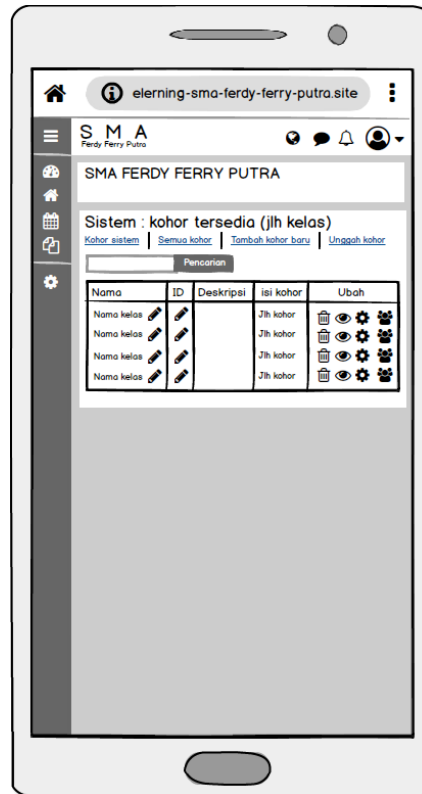 elerning-sma-ferdy-ferry-putra.site
S M A
Ferdy Ferry Putra
SMA FERDY FERRY PUTRA
Sistem : kohor tersedia (jlh kelas)
Kohor sistem Semua kohor Tambah kohor baru Unggah kohor
Pencarian
Nama ID Deskripsi isi kohor Ubah
Nama kelas Jlh kohor
Nama kelas Jlh kohor
Nama kelas Jlh kohor
Nama kelas Jlh kohor